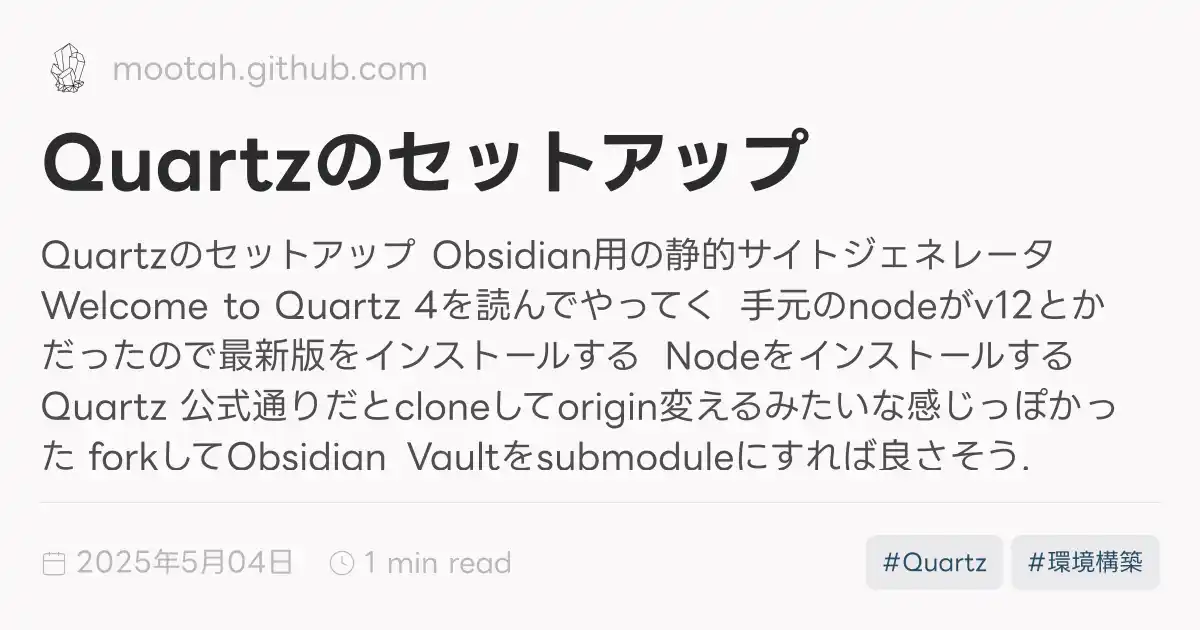 mootah.github.com
Quartzのセットアップ
Quartzのセットアップ Obsidian用の静的サイトジェネレータ
Welcome to Quartz 4を読んでやってく 手元のnodeがv12とか
だったので最新版をインストールする Nodeをインストールする
Quartz 公式通りだとcloneしてorigin変えるみたいな感じっぽかっ
た forkしてObsidian Vaultをsubmoduleにすれば良さそう.
2025年5月04日 1 min read #Quartz #環境構築